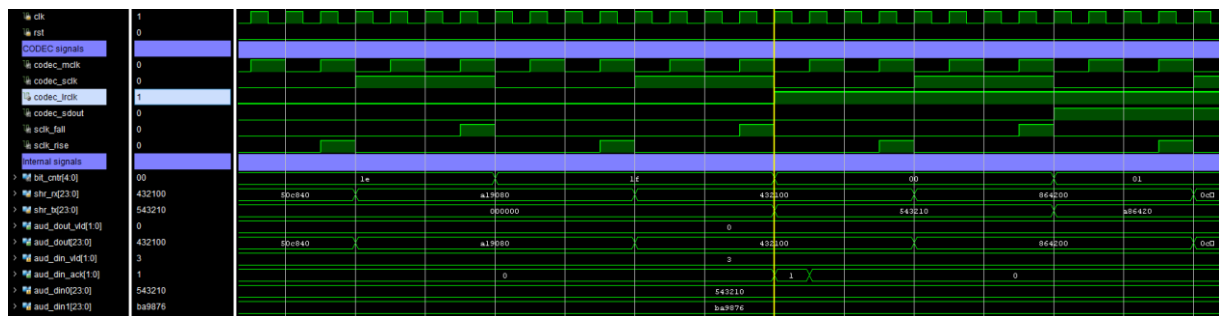 clk 1
rst 0
CODEC signals
codec_mclk 0
codec_sclk 0
codec_lrclk 1
codec_sdout 0
sclk_fall 0
sclk_rise 0
Internal signals
bit_cntr[4:0] 00 1e 1f 00 01
shr_rx[23:0] 432100 50c840 a19080 432100 864200 0c
shr_tx[23:0] 543210 000000 543210 a86420
aud_dout_vld[1:0] 0 0
aud_dout[23:0] 432100 50c840 a19080 432100 864200 0c
aud_din_vld[1:0] 3 3
aud_din_ack[1:0] 1 0 1 0
aud_din0[23:0] 543210 543210
aud_din1[23:0] ba9876 ba9876